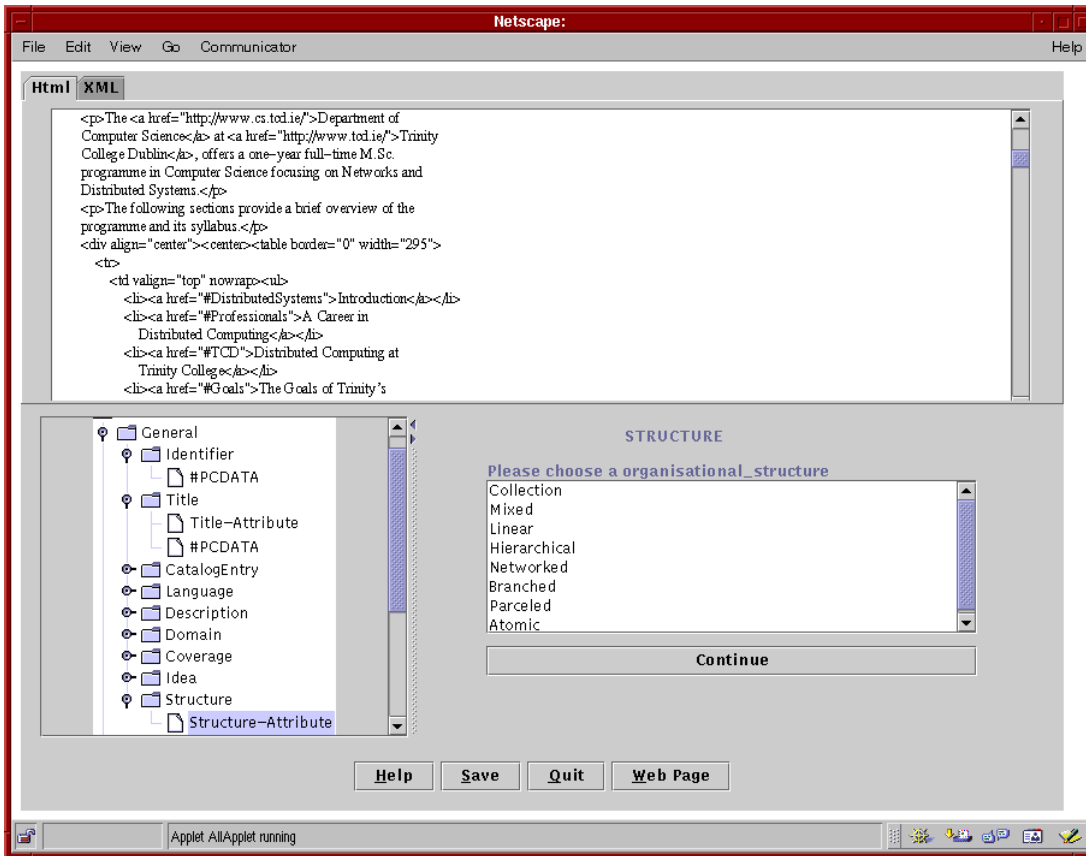 Netscape:
File Edit View Go Communicator Help
Html XML
<p>The <a href="http://www.cs.tcd.ie/">Department of
Computer Science</a> at <a href="http://www.tcd.ie/">Trinity
College Dublin</a>, offers a one-year full-time M.Sc.
programme in Computer Science focusing on Networks and
Distributed Systems.</p>
<p>The following sections provide a brief overview of the
programme and its syllabus.</p>
<div align="center"><center><table border="0" width="295">
<tr>
<td valign="top" nowrap><ul>
<li><a href="#DistributedSystems">Introduction</a></li>
<li><a href="#Professionals">A Career in
Distributed Computing</a></li>
<li><a href="#TCD">Distributed Computing at
Trinity College</a></li>
<li><a href="#Goals">The Goals of Trinity's
General
Identifier
#PCDATA
Title
Title-Attribute
#PCDATA
CatalogEntry
Language
Description
Domain
Coverage
Idea
Structure
Structure-Attribute
STRUCTURE
Please choose a organisational_structure
Collection
Mixed
Linear
Hierarchical
Networked
Branched
Parceled
Atomic
Continue
Help Save Quit Web Page
Applet AllApplet running